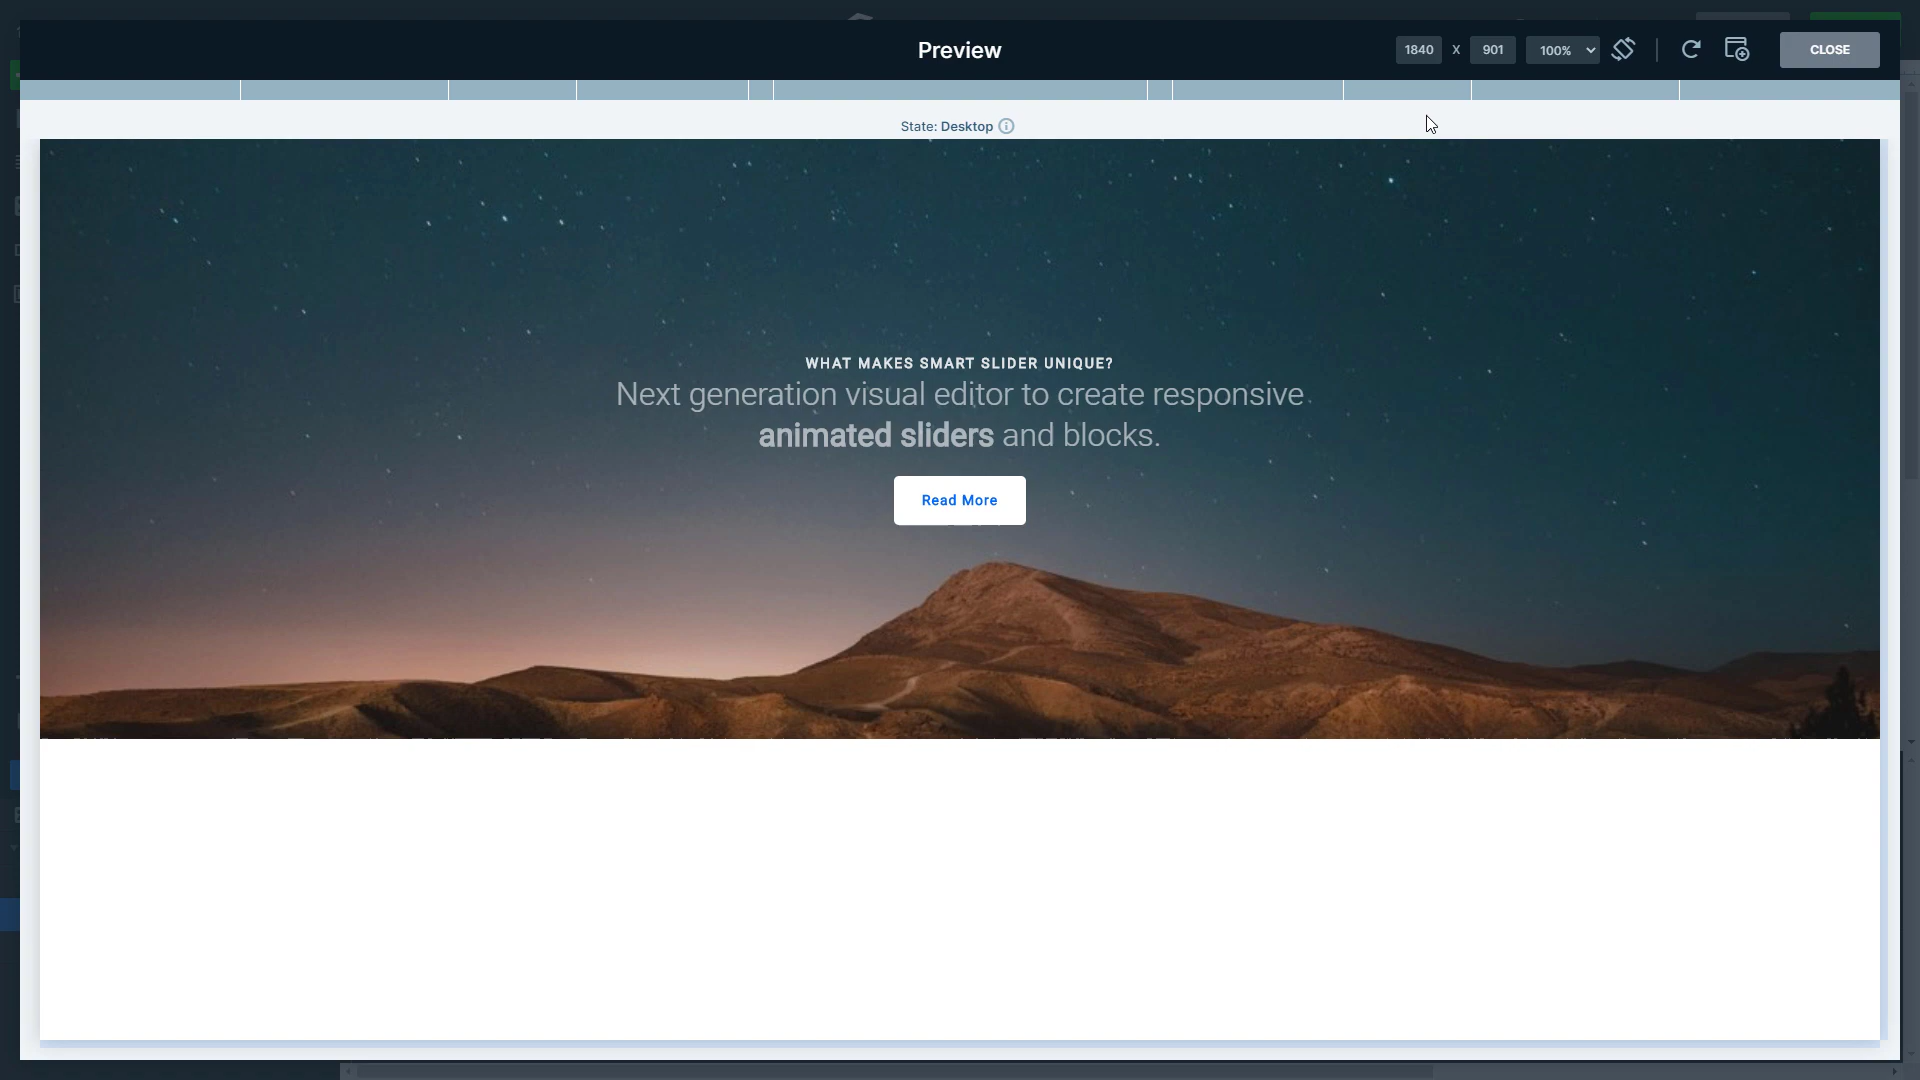 Preview
1840 X 901 100%
CLOSE
State: Desktop
WHAT MAKES SMART SLIDER UNIQUE?
Next generation visual editor to create responsive
animated sliders and blocks.
Read More